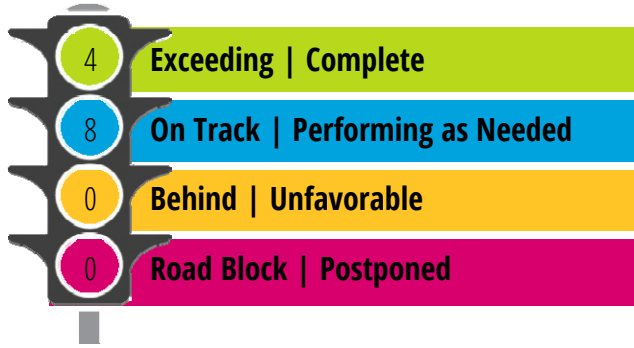 4 Exceeding | Complete
8 On Track | Performing as Needed
0 Behind | Unfavorable
0 Road Block | Postponed